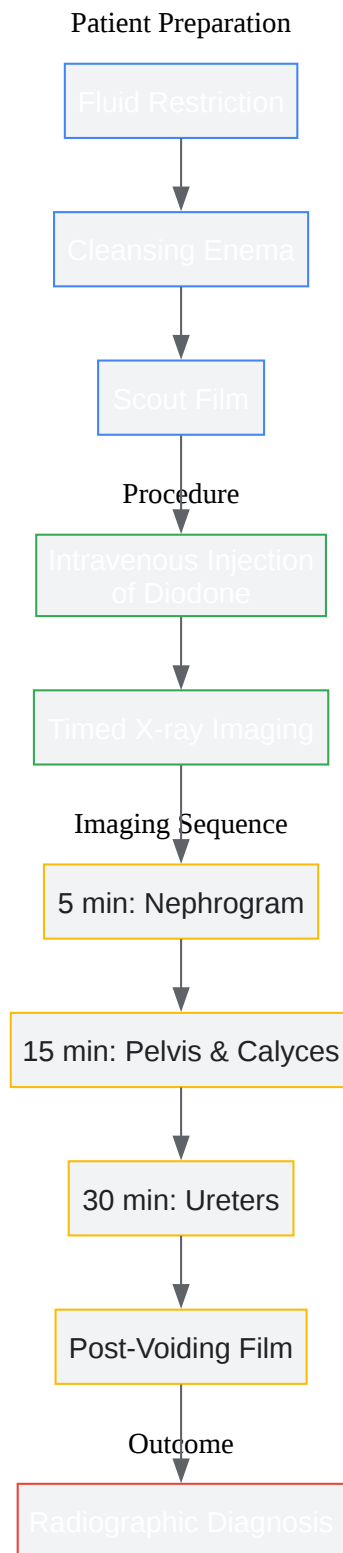 Patient Preparation
Fluid Restriction
Cleansing Enema
Scout Film
Procedure
Intravenous Injection
of Diodone
Timed X-ray Imaging
Imaging Sequence
5 min: Nephrogram
15 min: Pelvis & Calyces
30 min: Ureters
Post-Voiding Film
Outcome
Radiographic Diagnosis